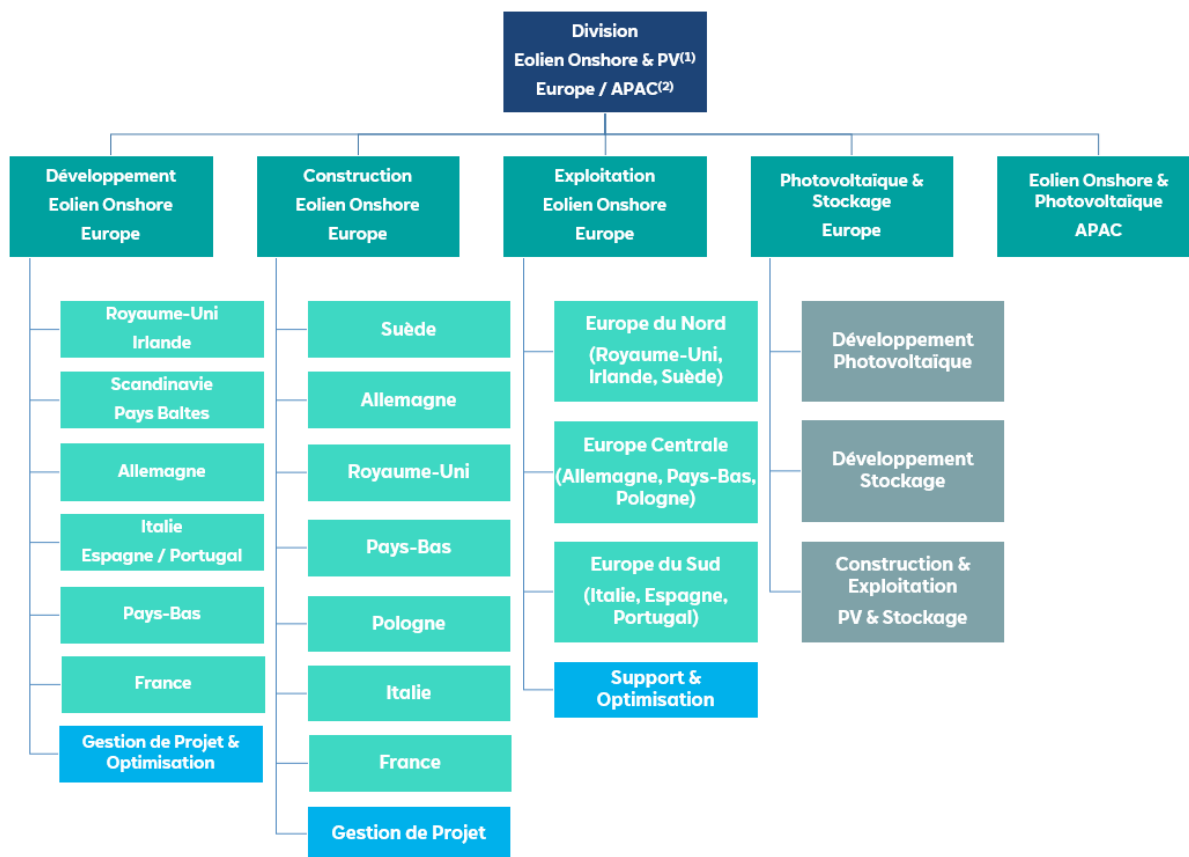 Division
Eolien Onshore & PV(1)
Europe / APAC(2)
Développement
Eolien Onshore
Europe
Royaume-Uni
Irlande
Scandinavie
Pays Baltes
Allemagne
Italie
Espagne / Portugal
Pays-Bas
France
Gestion de Projet &
Optimisation
Construction
Eolien Onshore
Europe
Suède
Allemagne
Royaume-Uni
Pays-Bas
Pologne
Italie
France
Gestion de Projet
Exploitation
Eolien Onshore
Europe
Europe du Nord
(Royaume-Uni,
Irlande, Suède)
Europe Centrale
(Allemagne, Pays-Bas,
Pologne)
Europe du Sud
(Italie, Espagne,
Portugal)
Support &
Optimisation
Photovoltaïque &
Stockage
Europe
Développement
Photovoltaïque
Développement
Stockage
Construction &
Exploitation
PV & Stockage
Eolien Onshore &
Photovoltaïque
APAC